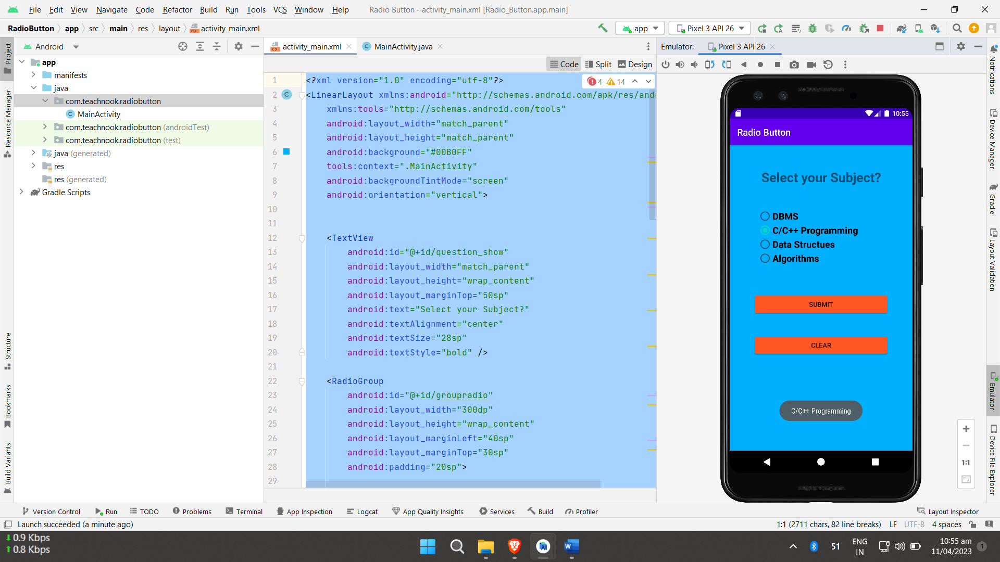 File Edit View Navigate Code Refactor Build Run Tools VCS Window Help Radio Button - activity_main.xml [Radio_Button.app.main]
RadioButton app src main res layout activity_main.xml app Pixel 3 API 26
Android activity_main.xml MainActivity.java Emulator: Pixel 3 API 26
Code Split Design
Project
Resource Manager
Structure
Bookmarks
Build Variants
app
manifests
java
com.teachnook.radiobutton
MainActivity
com.teachnook.radiobutton (androidTest)
com.teachnook.radiobutton (test)
java (generated)
res
res (generated)
Gradle Scripts
4 14
1 <?xml version="1.0" encoding="utf-8"?>
2 <LinearLayout xmlns:android="http://schemas.android.com/apk/res/andr
3 xmlns:tools="http://schemas.android.com/tools"
4 android:layout_width="match_parent"
5 android:layout_height="match_parent"
6 android:background="#00B0FF"
7 tools:context=".MainActivity"
8 android:backgroundTintMode="screen"
9 android:orientation="vertical">
10
11
12 <TextView
13 android:id="@+id/question_show"
14 android:layout_width="match_parent"
15 android:layout_height="wrap_content"
16 android:layout_marginTop="50sp"
17 android:text="Select your Subject?"
18 android:textAlignment="center"
19 android:textSize="28sp"
20 android:textStyle="bold" />
21
22 <RadioGroup
23 android:id="@+id/groupradio"
24 android:layout_width="300dp"
25 android:layout_height="wrap_content"
26 android:layout_marginLeft="40sp"
27 android:layout_marginTop="30sp"
28 android:padding="20sp">
29
10:55
Radio Button
Select your Subject?
DBMS
C/C++ Programming
Data Structues
Algorithms
SUBMIT
CLEAR
C/C++ Programming
1:1
Notifications
Device Manager
Gradle
Layout Validation
Emulator
Device File Explorer
Version Control Run TODO Problems Terminal App Inspection Logcat App Quality Insights Services Build Profiler Layout Inspector
Launch succeeded (a minute ago) 1:1 (2711 chars, 82 line breaks) LF UTF-8 4 spaces
0.9 Kbps
0.8 Kbps
51
ENG
IN
10:55 am
11/04/2023
1